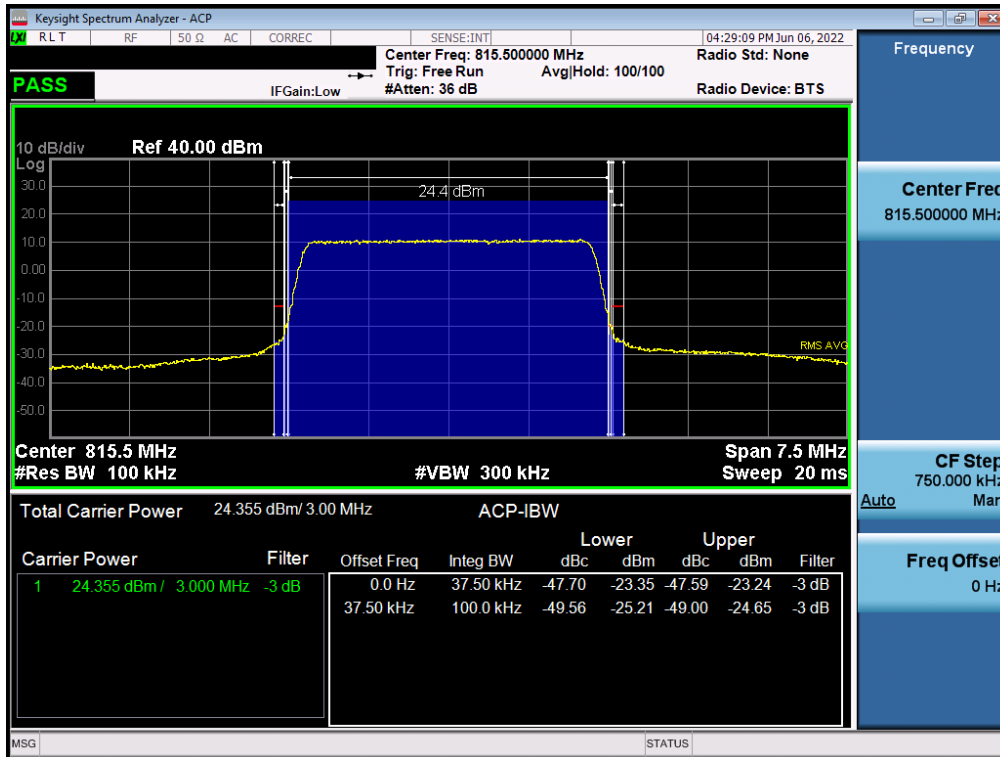 Keysight Spectrum Analyzer - ACP
LXI RLT RF 50 Ω AC CORREC SENSE:INT 04:29:09 PM Jun 06, 2022
Center Freq: 815.500000 MHz Radio Std: None
Trig: Free Run Avg|Hold: 100/100
PASS IFGain:Low #Atten: 36 dB Radio Device: BTS
10 dB/div Ref 40.00 dBm
Log
30.0
24.4 dBm
20.0
10.0
0.00
-10.0
-20.0
-30.0
RMS AVG
-40.0
-50.0
Center 815.5 MHz Span 7.5 MHz
#Res BW 100 kHz #VBW 300 kHz Sweep 20 ms
Total Carrier Power 24.355 dBm/ 3.00 MHz ACP-IBW
Lower Upper
Carrier Power Filter Offset Freq Integ BW dBc dBm dBc dBm Filter
1 24.355 dBm / 3.000 MHz -3 dB 0.0 Hz 37.50 kHz -47.70 -23.35 -47.59 -23.24 -3 dB
37.50 kHz 100.0 kHz -49.56 -25.21 -49.00 -24.65 -3 dB
MSG STATUS
Frequency
Center Freq
815.500000 MHz
CF Step
750.000 kHz
Auto Man
Freq Offset
0 Hz